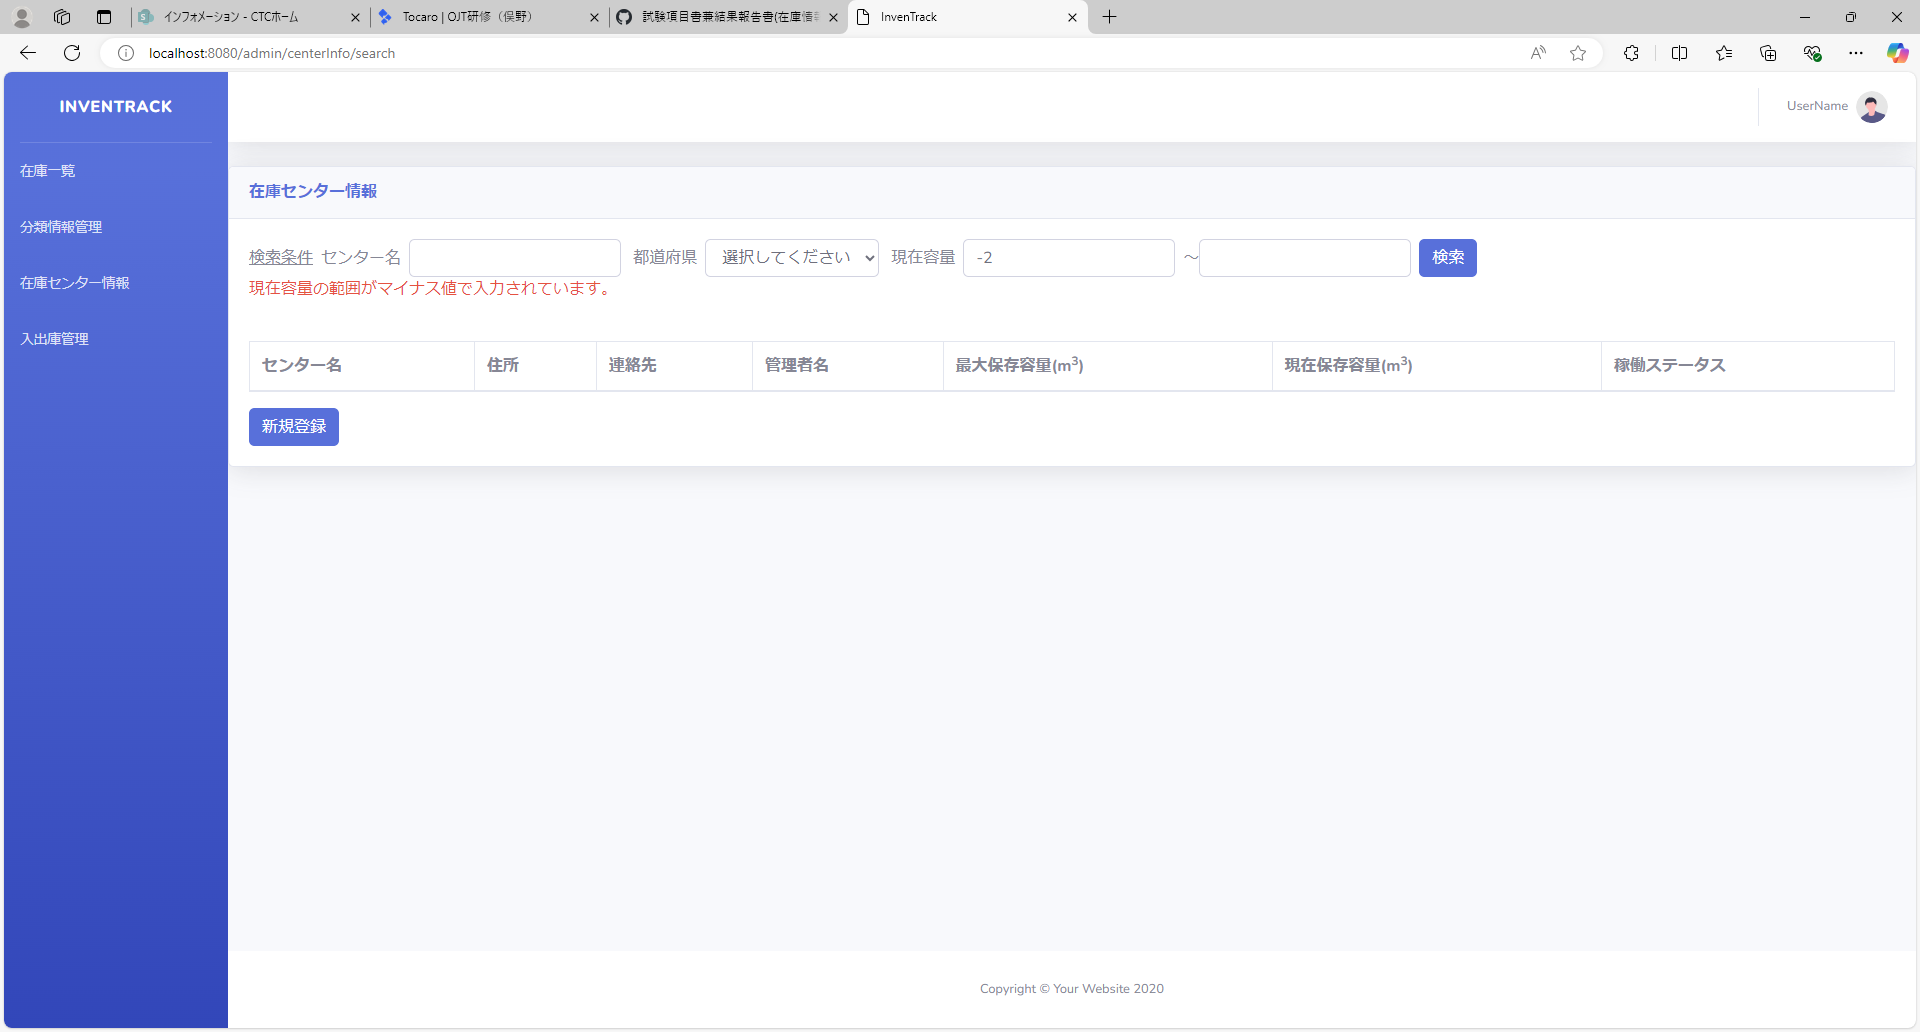 インフォメーション - CTCホーム
Tocaro | OJT研修（俣野）
試験項目書兼結果報告書(在庫情報
InvenTrack
localhost:8080/admin/centerInfo/search
INVENTRACK
UserName
在庫一覧
分類情報管理
在庫センター情報
入出庫管理
在庫センター情報
検索条件 センター名 都道府県 選択してください 現在容量 -2 ～ 検索
現在容量の範囲がマイナス値で入力されています。
センター名 住所 連絡先 管理者名 最大保存容量(m³) 現在保存容量(m³) 稼働ステータス
新規登録
Copyright © Your Website 2020